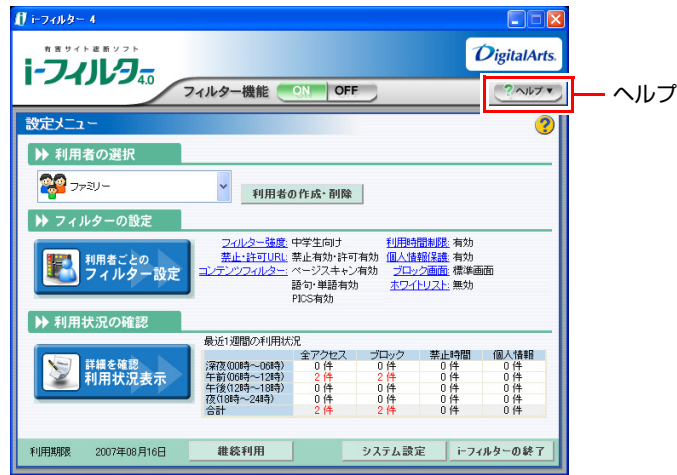 i-フィルター 4
有害サイト遮断ソフト
i-フィルター 4.0
DigitalArts.
フィルター機能 ON OFF
?ヘルプ▼
ヘルプ
設定メニュー
?
利用者の選択
ファミリー
利用者の作成・削除
フィルターの設定
利用者ごとの
フィルター設定
フィルター強度: 中学生向け 利用時間制限: 有効
禁止・許可URL: 禁止有効・許可有効 個人情報保護: 有効
コンテンツフィルター: ページスキャン有効 ブロック画面: 標準画面
語句・単語有効 ホワイトリスト: 無効
PICS有効
利用状況の確認
詳細を確認
利用状況表示
最近1週間の利用状況
全アクセス ブロック 禁止時間 個人情報
深夜(00時～06時) 0 件 0 件 0 件 0 件
午前(06時～12時) 2 件 2 件 0 件 0 件
午後(12時～18時) 0 件 0 件 0 件 0 件
夜(18時～24時) 0 件 0 件 0 件 0 件
合計 2 件 2 件 0 件 0 件
利用期限 2007年08月16日 継続利用 システム設定 i-フィルターの終了